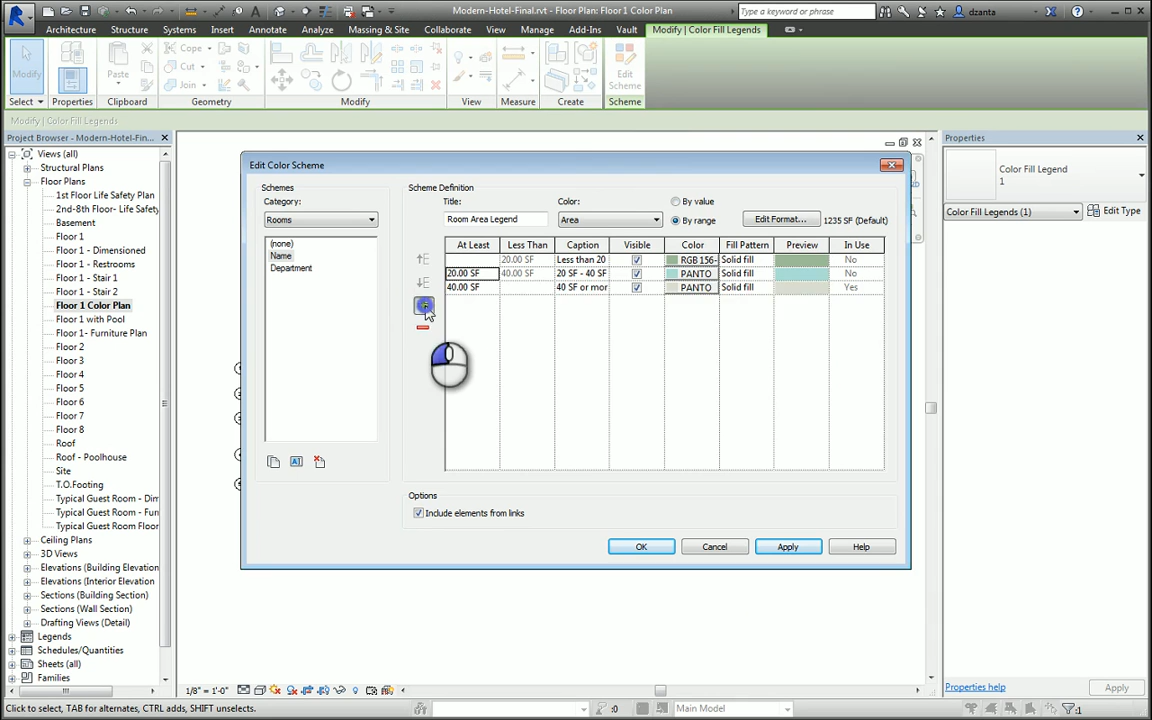 Modern-Hotel-Final.rvt - Floor Plan: Floor 1 Color Plan
Type a keyword or phrase
dzanta
Architecture Structure Systems Insert Annotate Analyze Massing & Site Collaborate View Manage Add-Ins Vault Modify | Color Fill Legends
Modify
Properties
Paste
Cope
Cut
Join
Edit
Scheme
Select Properties Clipboard Geometry Modify View Measure Create Scheme
Modify | Color Fill Legends
Project Browser - Modern-Hotel-Fin...
Views (all)
Structural Plans
Floor Plans
1st Floor Life Safety Plan
2nd-8th Floor- Life Safety
Basement
Floor 1
Floor 1 - Dimensioned
Floor 1 - Restrooms
Floor 1 - Stair 1
Floor 1 - Stair 2
Floor 1 Color Plan
Floor 1 with Pool
Floor 1- Furniture Plan
Floor 2
Floor 3
Floor 4
Floor 5
Floor 6
Floor 7
Floor 8
Roof
Roof - Poolhouse
Site
T.O.Footing
Typical Guest Room - Dim
Typical Guest Room - Fur
Typical Guest Room Floor
Ceiling Plans
3D Views
Elevations (Building Elevation
Elevations (Interior Elevation
Sections (Building Section)
Sections (Wall Section)
Drafting Views (Detail)
Legends
Schedules/Quantities
Sheets (all)
Families
Edit Color Scheme
Schemes
Category:
Rooms
(none)
Name
Department
Scheme Definition
Title:
Room Area Legend
Color:
Area
By value
By range
Edit Format...
1235 SF (Default)
At Least Less Than Caption Visible Color Fill Pattern Preview In Use
20.00 SF Less than 20 RGB 156- Solid fill No
20.00 SF 40.00 SF 20 SF - 40 SF PANTO Solid fill No
40.00 SF 40 SF or mor PANTO Solid fill Yes
Options
Include elements from links
OK Cancel Apply Help
Properties
Color Fill Legend
1
Color Fill Legends (1)
Edit Type
Properties help
Apply
1/8" = 1'-0"
Click to select, TAB for alternates, CTRL adds, SHIFT unselects.
:0
Main Model
:1